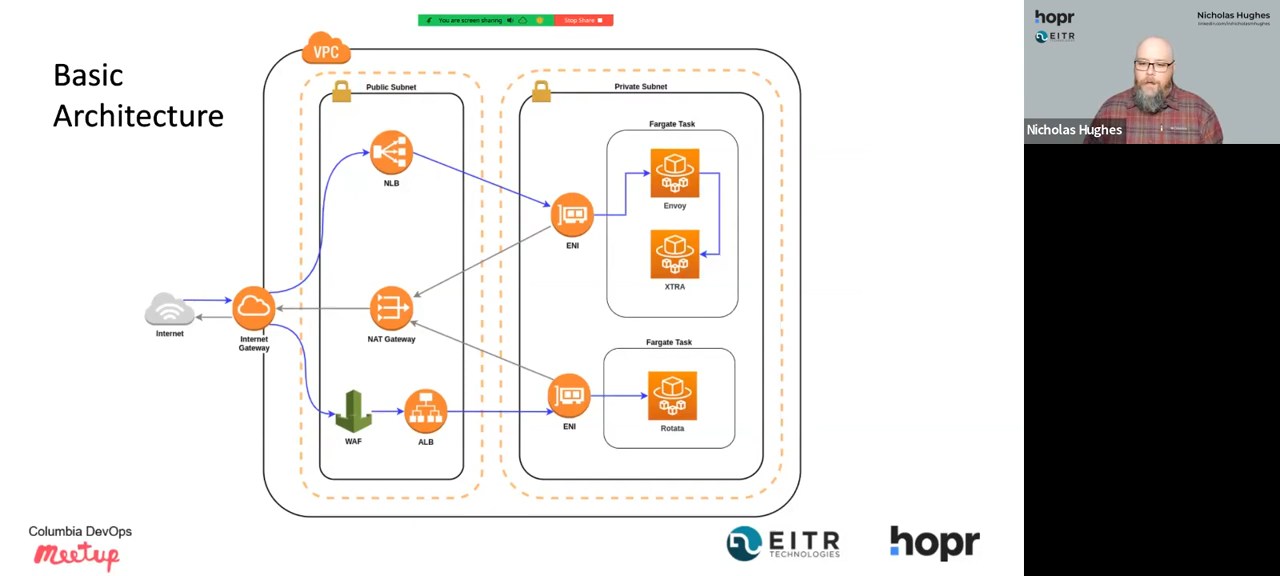 You are screen sharing
Stop Share
hopr
EITR
Nicholas Hughes
Nicholas Hughes
Basic
Architecture
VPC
Public Subnet
Private Subnet
Fargate Task
NLB
Envoy
ENI
XTRA
Internet
Internet
Gateway
NAT Gateway
Fargate Task
WAF
ALB
ENI
Rotata
Columbia DevOps
meetup
EITR
TECHNOLOGIES
hopr